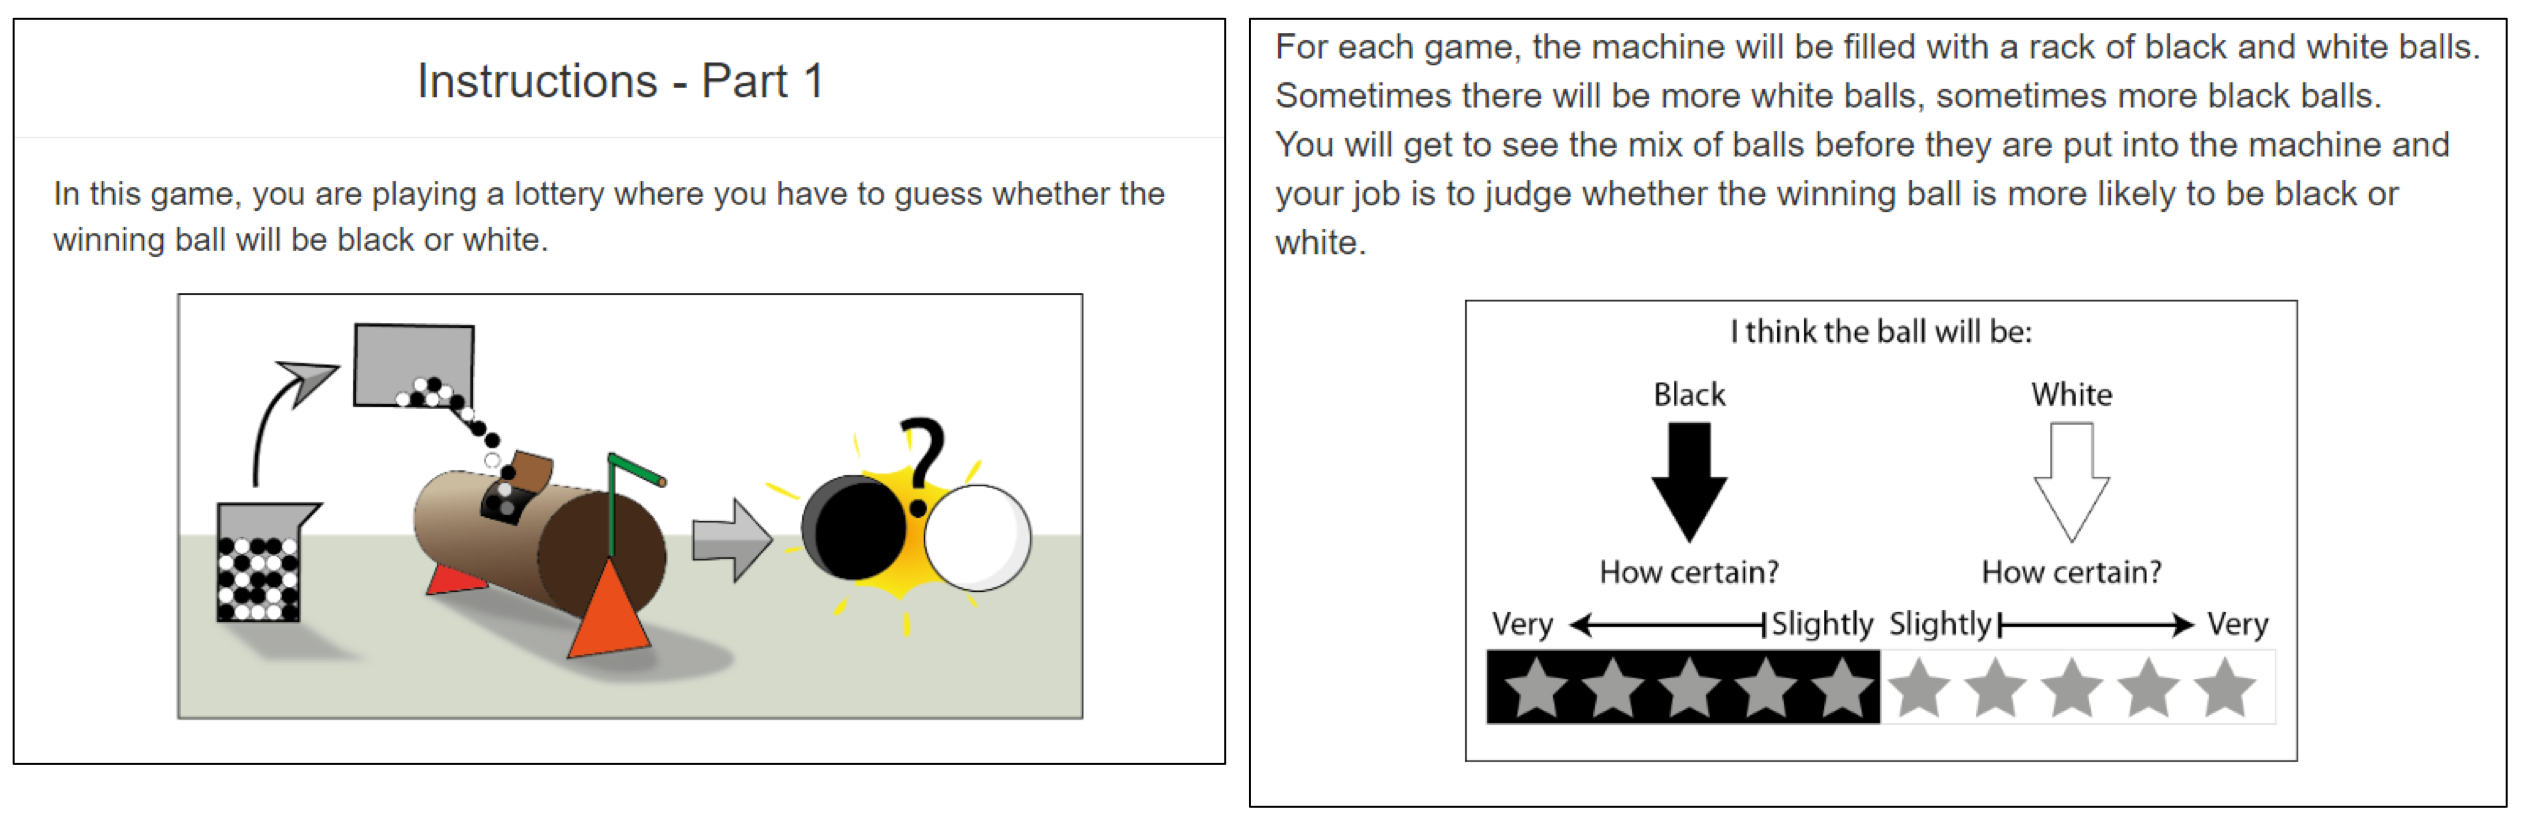 Instructions - Part 1
In this game, you are playing a lottery where you have to guess whether the
winning ball will be black or white.
?
For each game, the machine will be filled with a rack of black and white balls.
Sometimes there will be more white balls, sometimes more black balls.
You will get to see the mix of balls before they are put into the machine and
your job is to judge whether the winning ball is more likely to be black or
white.
I think the ball will be:
Black White
How certain? How certain?
Very Slightly Slightly Very